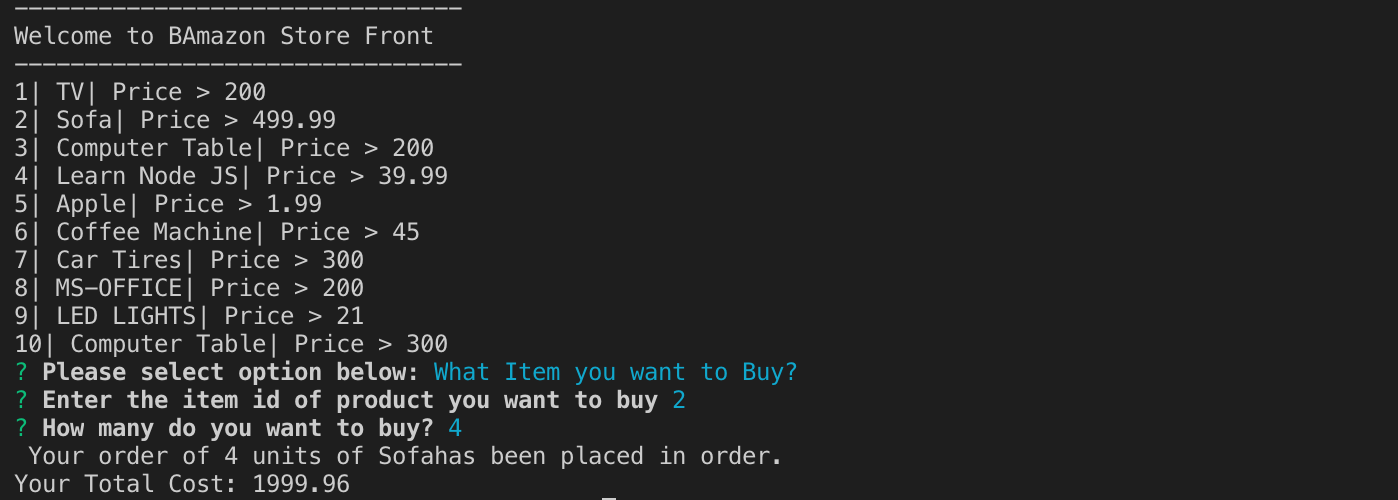 --------------------------------
Welcome to BAmazon Store Front
--------------------------------
1| TV| Price > 200
2| Sofa| Price > 499.99
3| Computer Table| Price > 200
4| Learn Node JS| Price > 39.99
5| Apple| Price > 1.99
6| Coffee Machine| Price > 45
7| Car Tires| Price > 300
8| MS-OFFICE| Price > 200
9| LED LIGHTS| Price > 21
10| Computer Table| Price > 300
? Please select option below: What Item you want to Buy?
? Enter the item id of product you want to buy 2
? How many do you want to buy? 4
Your order of 4 units of Sofahas been placed in order.
Your Total Cost: 1999.96